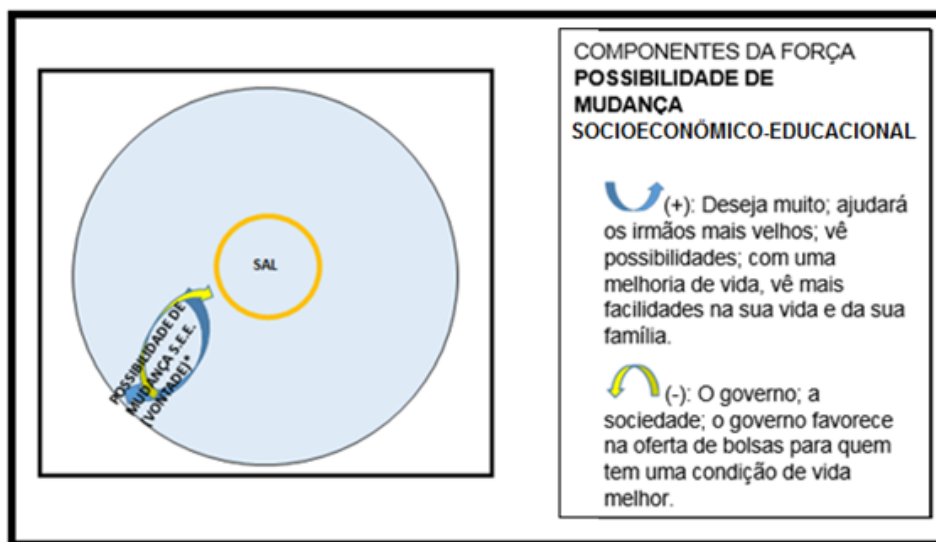 SAL
POSSIBILIDADE DE
MUDANÇA S.E.E.
(VONTADE)*
COMPONENTES DA FORÇA
POSSIBILIDADE DE
MUDANÇA
SOCIOECONÔMICO-EDUCACIONAL
(+): Deseja muito; ajudará
os irmãos mais velhos; vê
possibilidades; com uma
melhoria de vida, vê mais
facilidades na sua vida e da sua
família.
(-): O governo; a
sociedade; o governo favorece
na oferta de bolsas para quem
tem uma condição de vida
melhor.